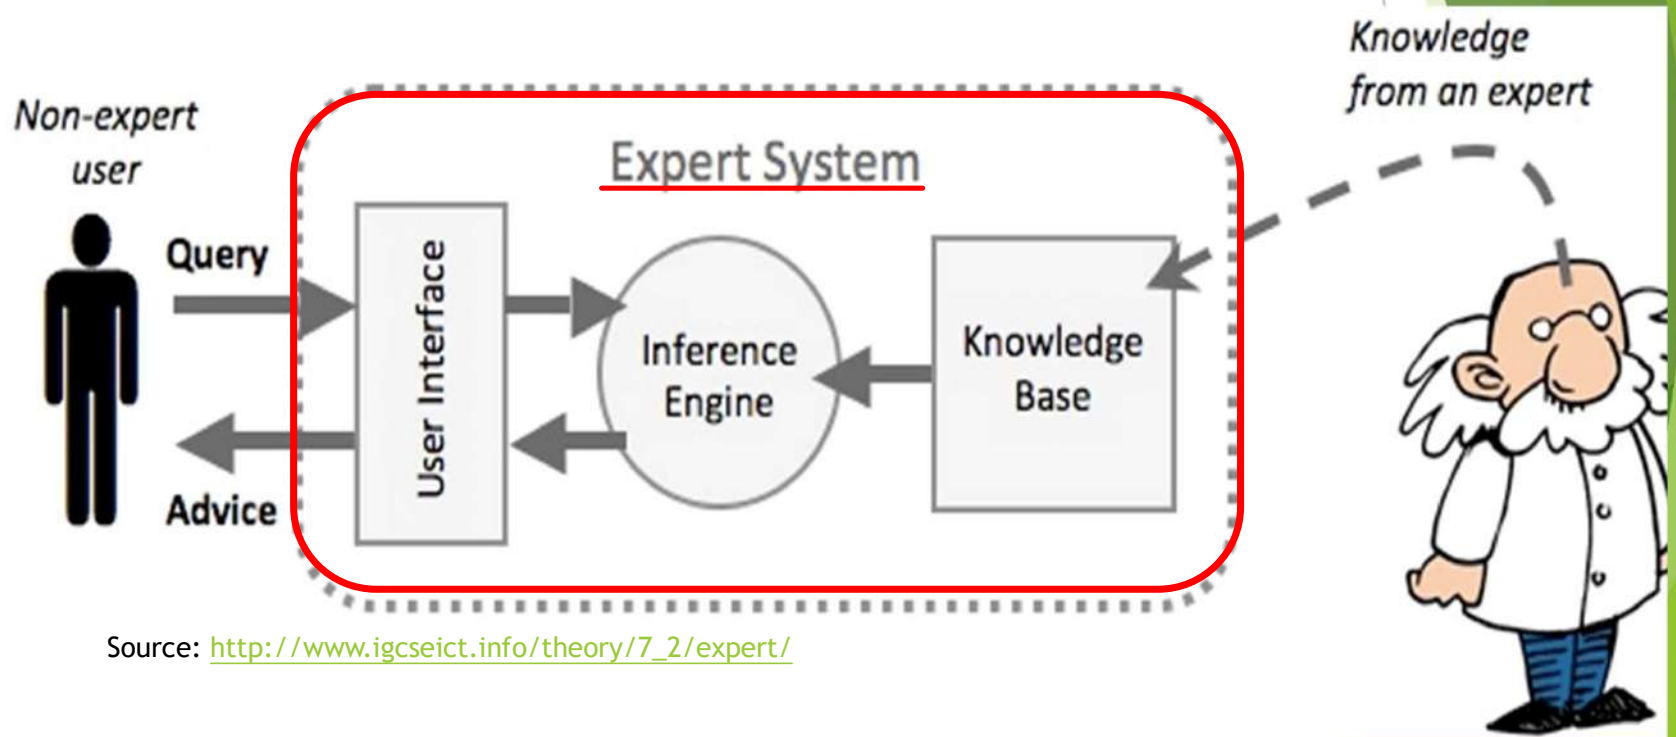 Knowledge
from an expert
Non-expert
user
Expert System
Query
User Interface
Inference
Engine
Knowledge
Base
Advice
Source: http://www.igcseict.info/theory/7_2/expert/